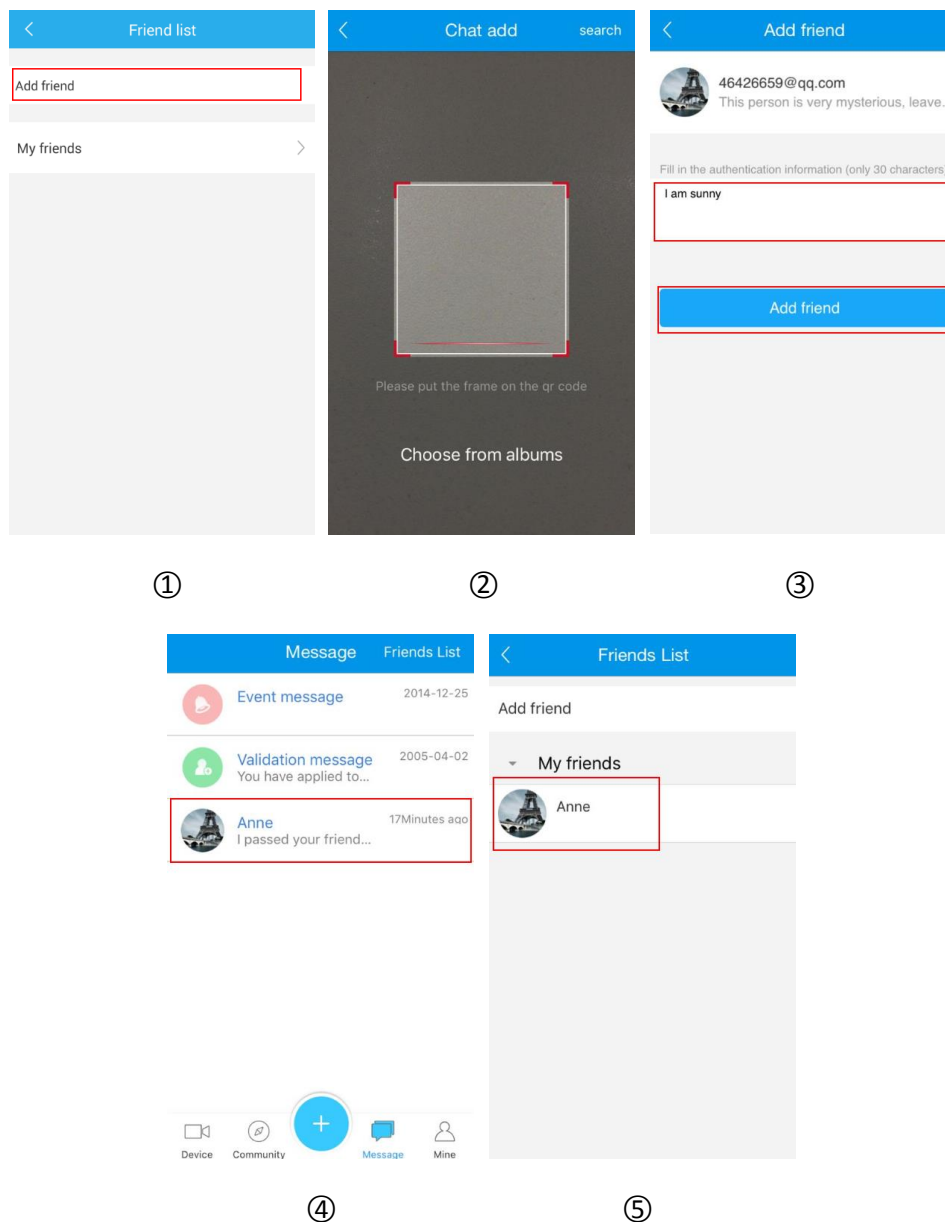 Friend list
Add friend
My friends
Chat add
search
Please put the frame on the qr code
Choose from albums
Add friend
46426659@qq.com
This person is very mysterious, leave.
Fill in the authentication information (only 30 characters)
I am sunny
Add friend
①
②
③
Message
Friends List
Event message
2014-12-25
Validation message
2005-04-02
You have applied to...
Anne
17Minutes ago
I passed your friend...
Device
Community
Message
Mine
Friends List
Add friend
My friends
Anne
④
⑤